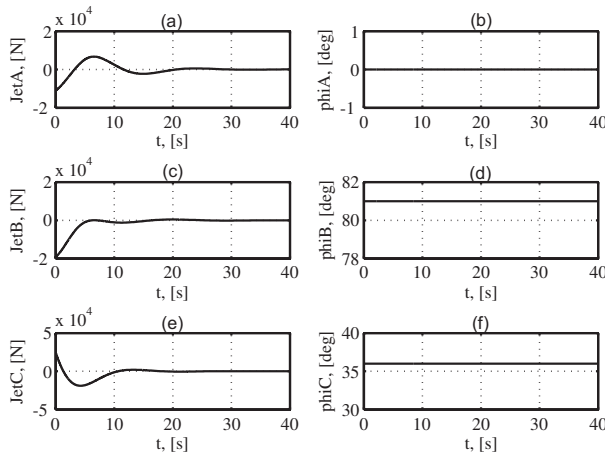 x 10^4 (a) (b)
JetA, [N] 2 0 -2
0 10 20 30 40
t, [s]
phiA, [deg] 1 0 -1
0 10 20 30 40
t, [s]
x 10^4 (c) (d)
JetB, [N] 2 0 -2
0 10 20 30 40
t, [s]
phiB, [deg] 82 80 78
0 10 20 30 40
t, [s]
x 10^4 (e) (f)
JetC, [N] 5 0 -5
0 10 20 30 40
t, [s]
phiC, [deg] 40 35 30
0 10 20 30 40
t, [s]